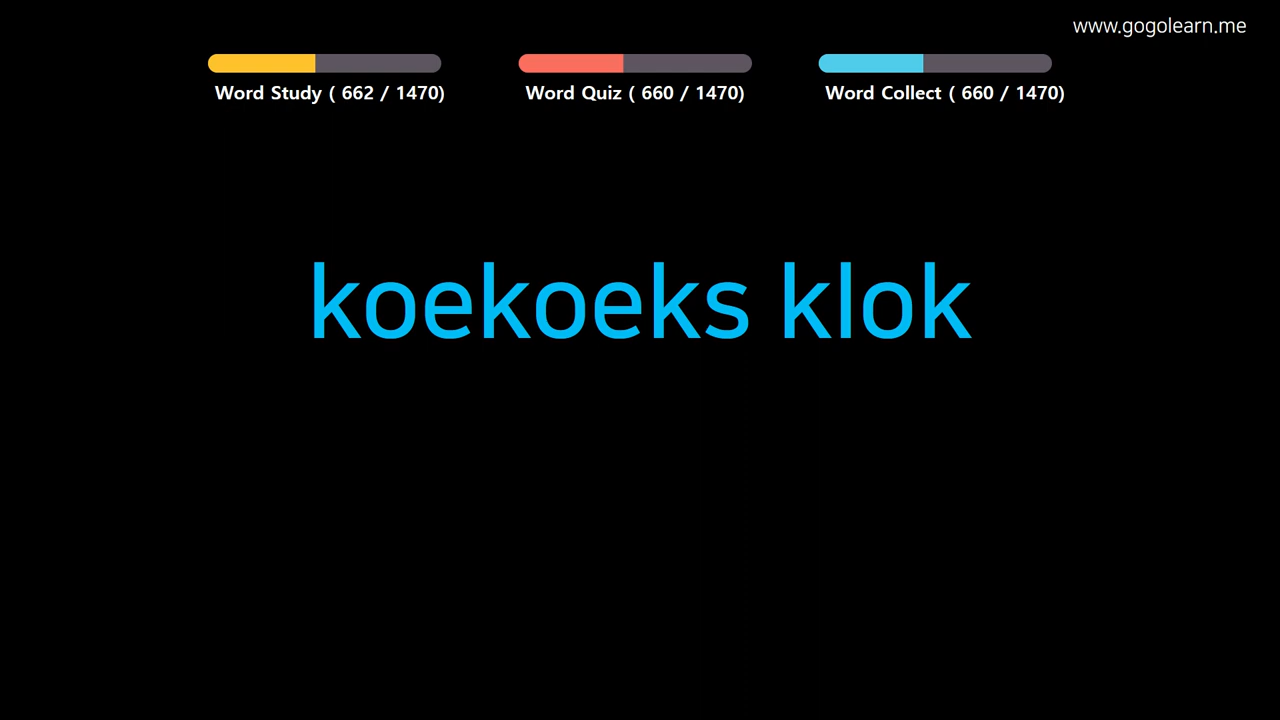 www.gogolearn.me
Word Study ( 662 / 1470)
Word Quiz ( 660 / 1470)
Word Collect ( 660 / 1470)
koekoeks klok